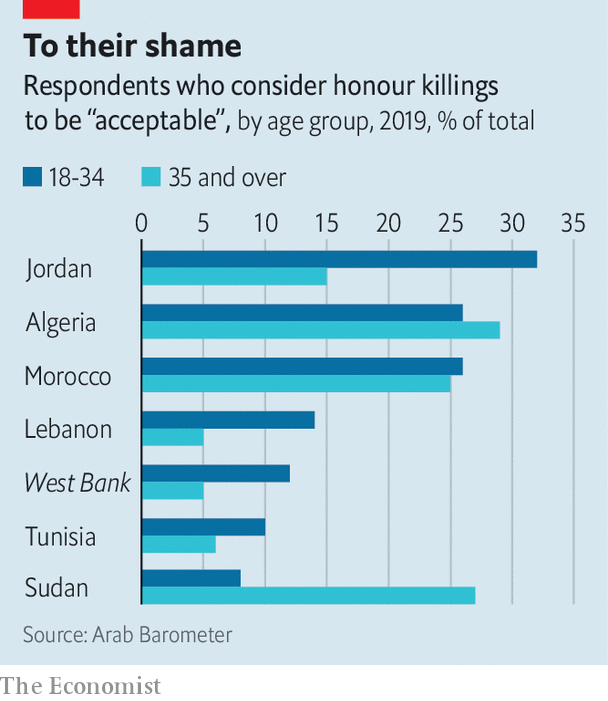 To their shame
Respondents who consider honour killings
to be “acceptable”, by age group, 2019, % of total
18-34 35 and over
0 5 10 15 20 25 30 35
Jordan
Algeria
Morocco
Lebanon
West Bank
Tunisia
Sudan
Source: Arab Barometer
The Economist